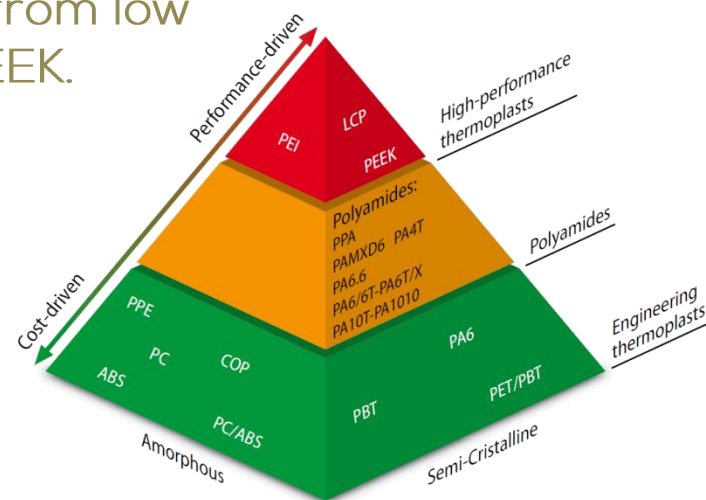 from low
EEK.
Performance-driven
Cost-driven
PEI
LCP
PEEK
High-performance
thermoplasts
Polyamides:
PPA
PAMXD6 PA4T
PA6.6
PA6/6T-PA6T/X
PA10T-PA1010
Polyamides
PPE
PC
COP
ABS
PC/ABS
PA6
PBT
PET/PBT
Engineering
thermoplasts
Amorphous
Semi-Cristalline